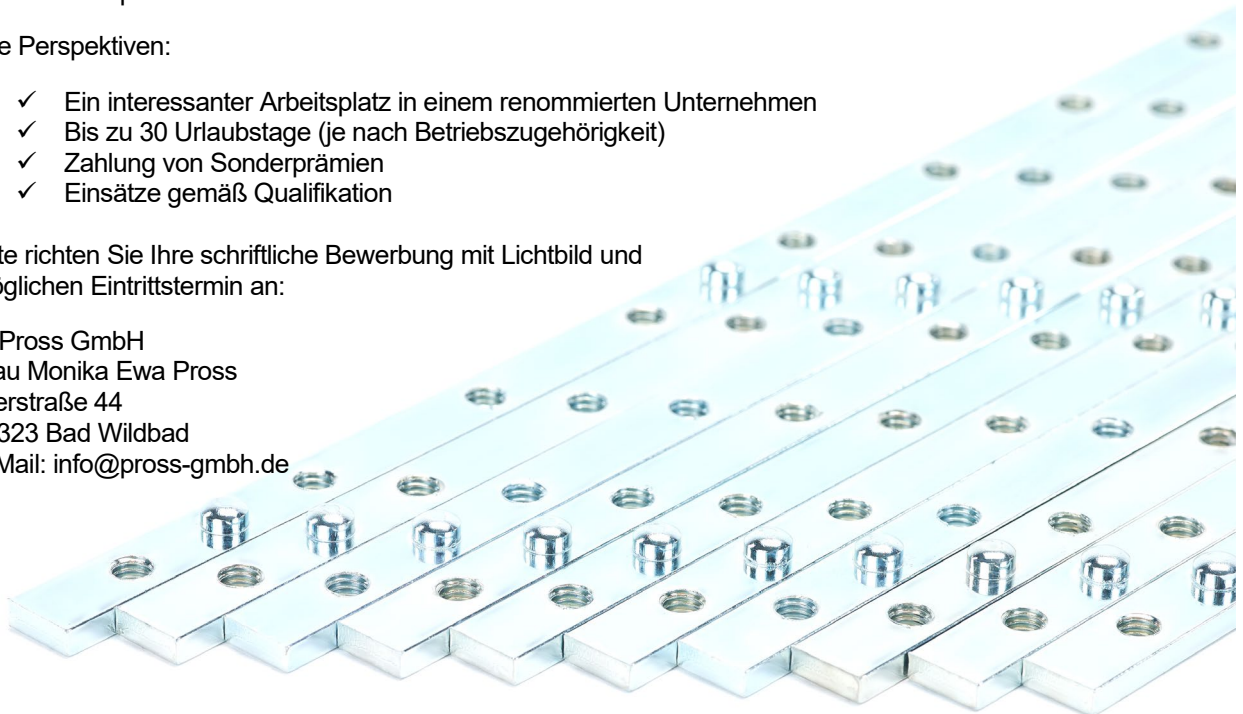 e Perspektiven:
✓ Ein interessanter Arbeitsplatz in einem renommierten Unternehmen
✓ Bis zu 30 Urlaubstage (je nach Betriebszugehörigkeit)
✓ Zahlung von Sonderprämien
✓ Einsätze gemäß Qualifikation
te richten Sie Ihre schriftliche Bewerbung mit Lichtbild und
öglichen Eintrittstermin an:
Pross GmbH
au Monika Ewa Pross
erstraße 44
323 Bad Wildbad
Mail: info@pross-gmbh.de